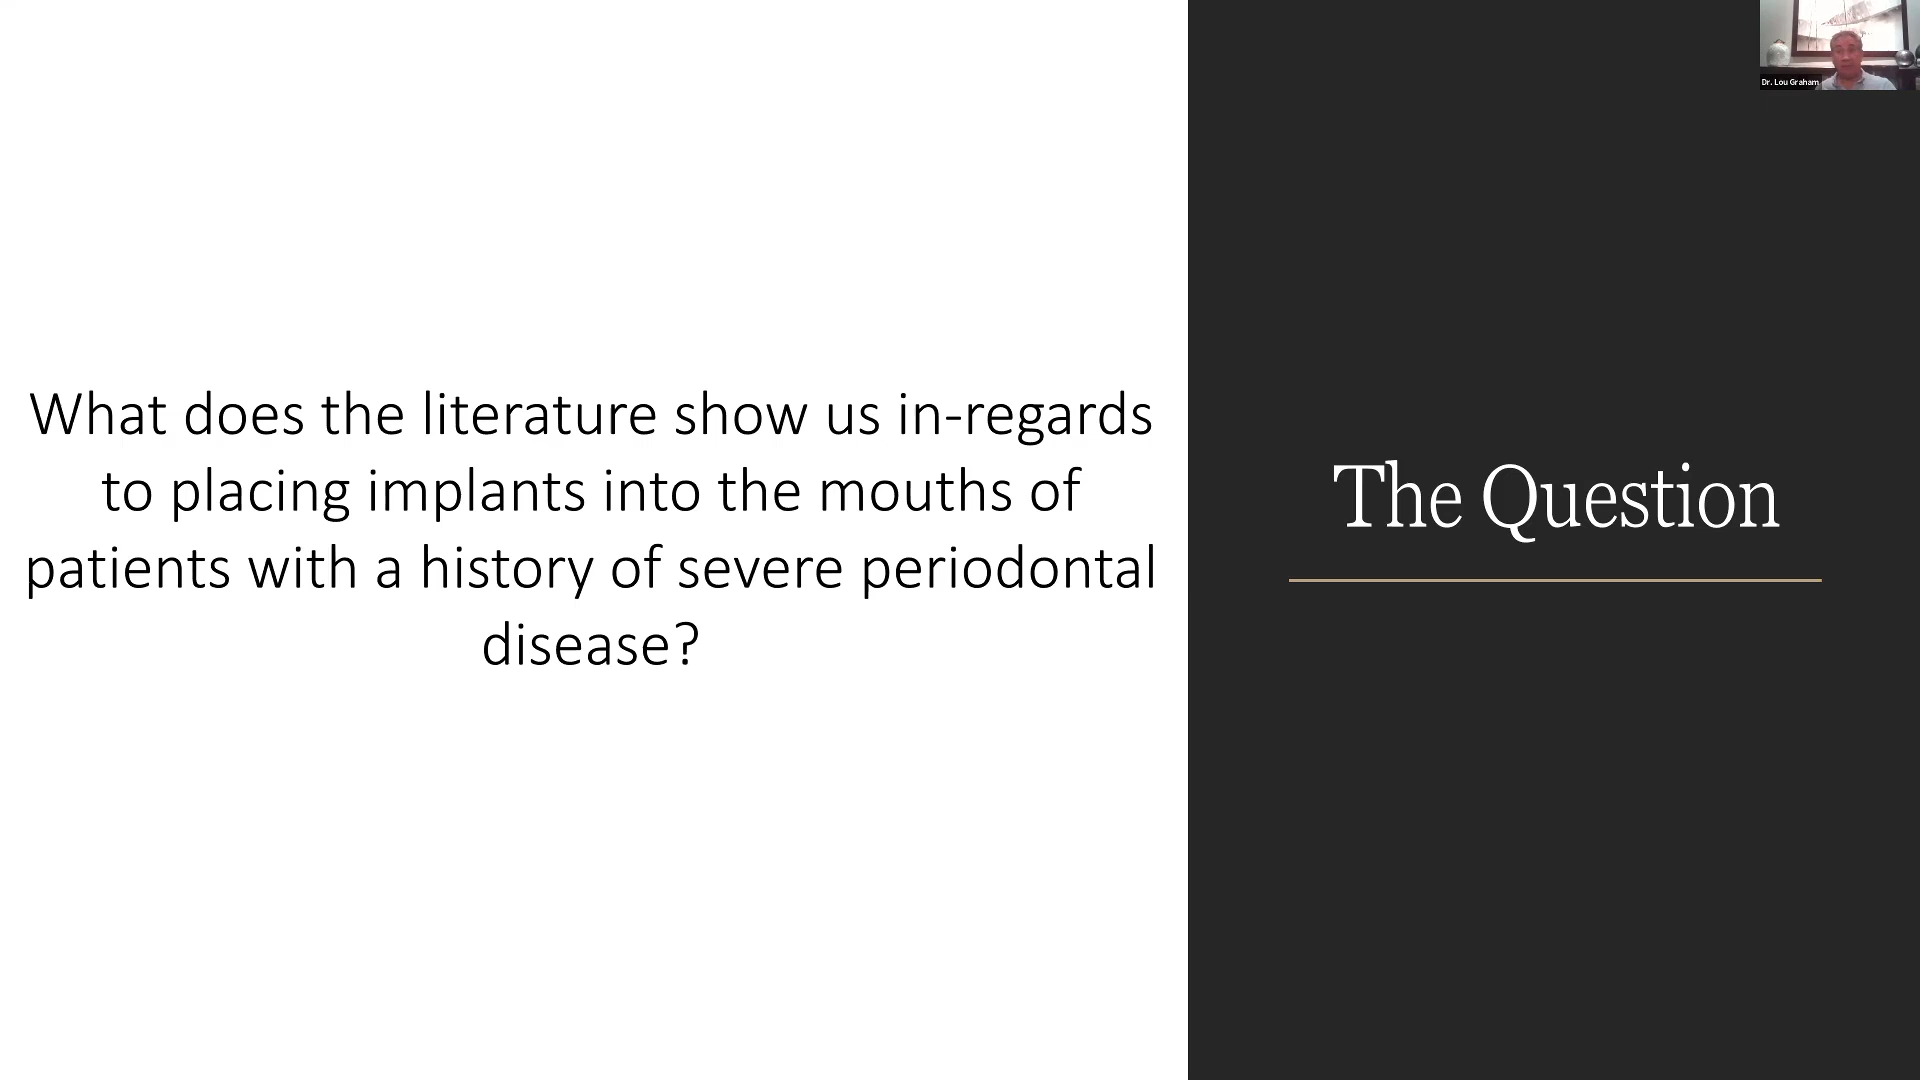 What does the literature show us in-regards
to placing implants into the mouths of
patients with a history of severe periodontal
disease?
The Question
Dr. Lou Graham